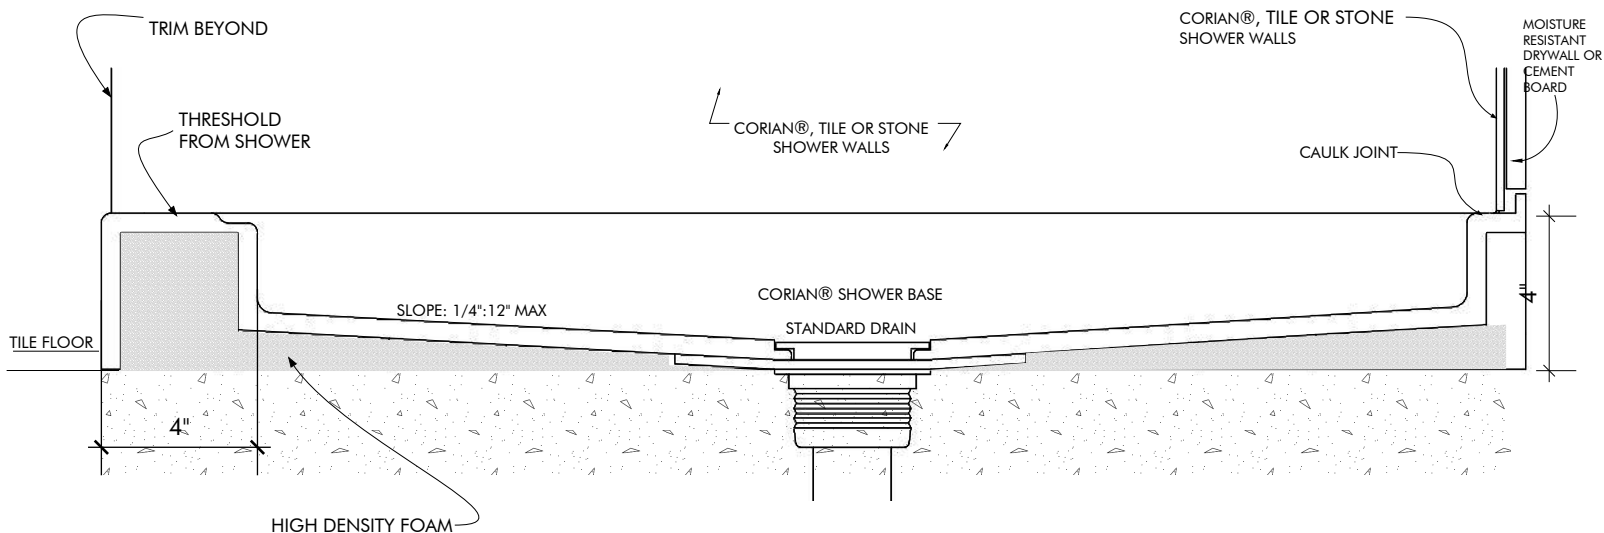 TRIM BEYOND
CORIAN®, TILE OR STONE
SHOWER WALLS
MOISTURE
RESISTANT
DRYWALL OR
CEMENT
BOARD
THRESHOLD
FROM SHOWER
CORIAN®, TILE OR STONE
SHOWER WALLS
CAULK JOINT
CORIAN® SHOWER BASE
4"
SLOPE: 1/4":12" MAX
STANDARD DRAIN
TILE FLOOR
4"
HIGH DENSITY FOAM